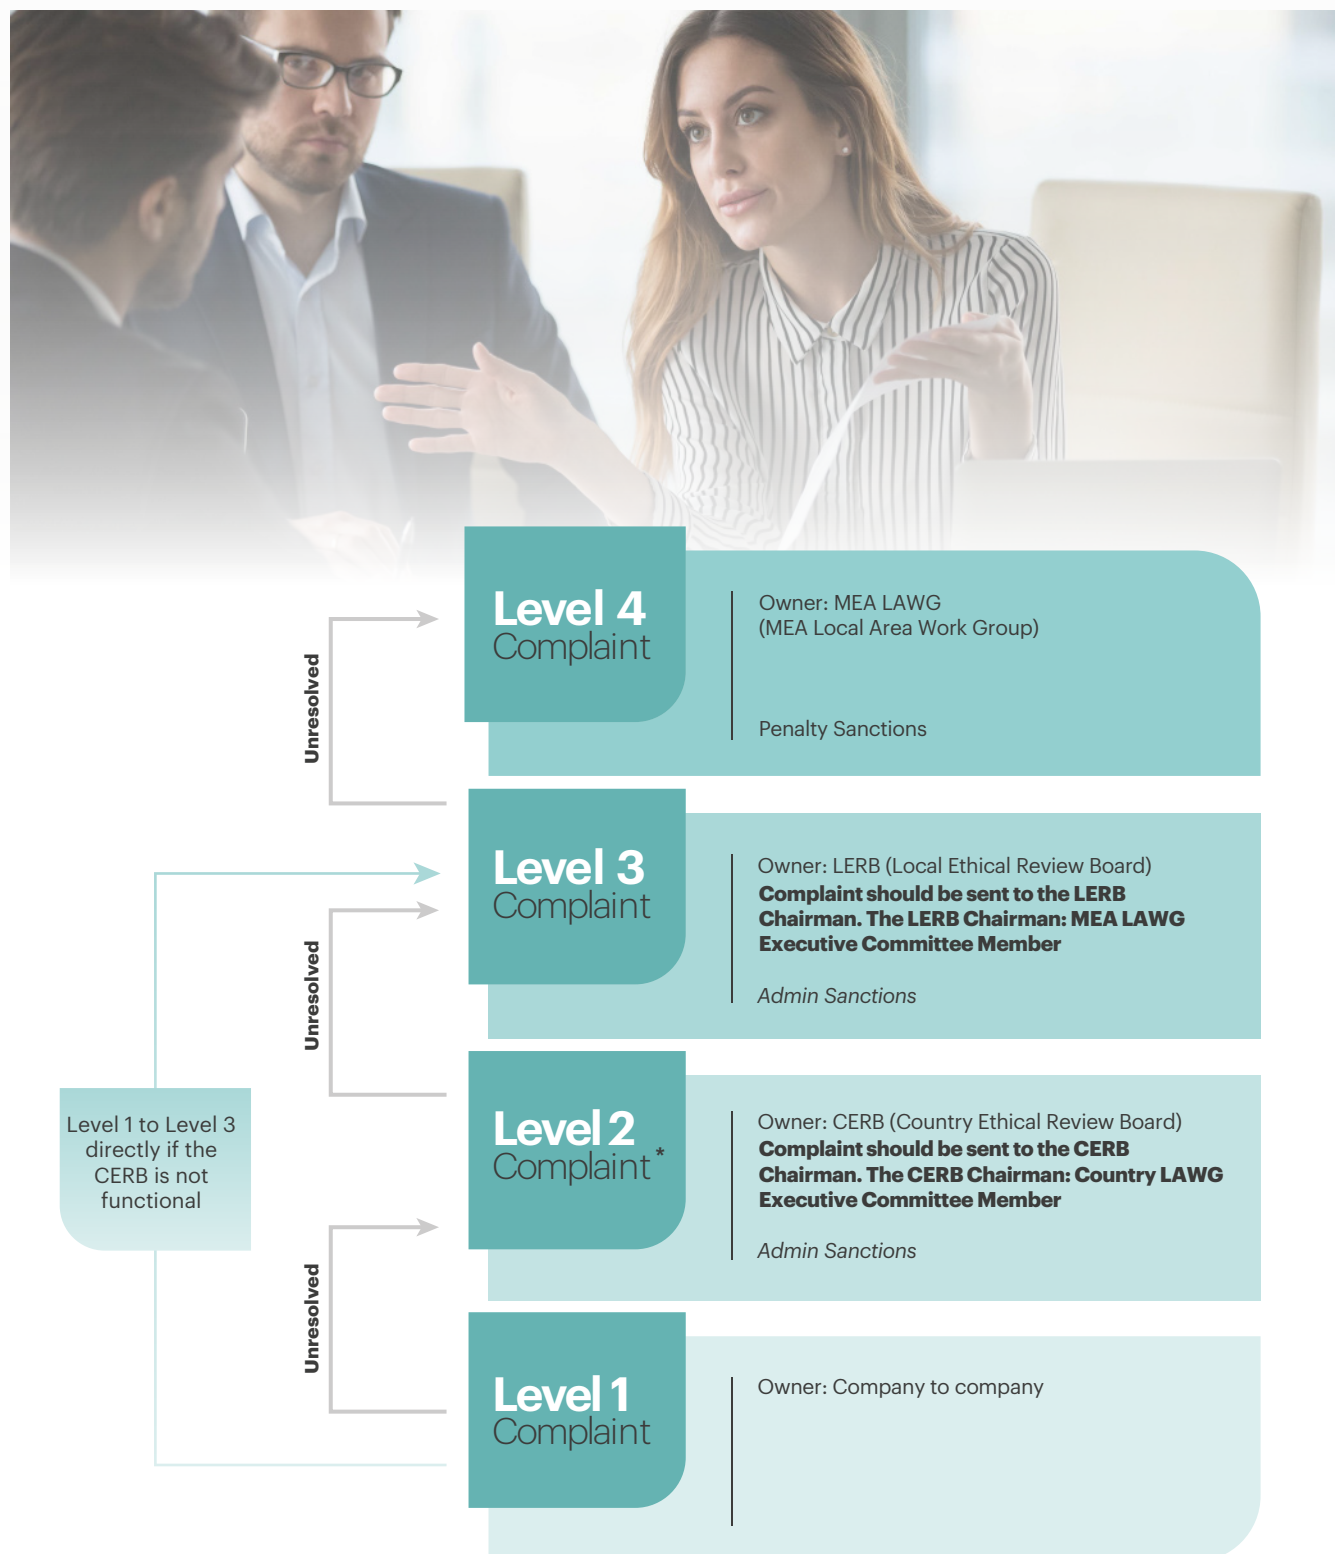 Level 4
Complaint
Owner: MEA LAWG
(MEA Local Area Work Group)
Penalty Sanctions
Unresolved
Level 3
Complaint
Owner: LERB (Local Ethical Review Board)
Complaint should be sent to the LERB
Chairman. The LERB Chairman: MEA LAWG
Executive Committee Member
Admin Sanctions
Unresolved
Level 1 to Level 3
directly if the
CERB is not
functional
Level 2
Complaint*
Owner: CERB (Country Ethical Review Board)
Complaint should be sent to the CERB
Chairman. The CERB Chairman: Country LAWG
Executive Committee Member
Admin Sanctions
Unresolved
Level 1
Complaint
Owner: Company to company